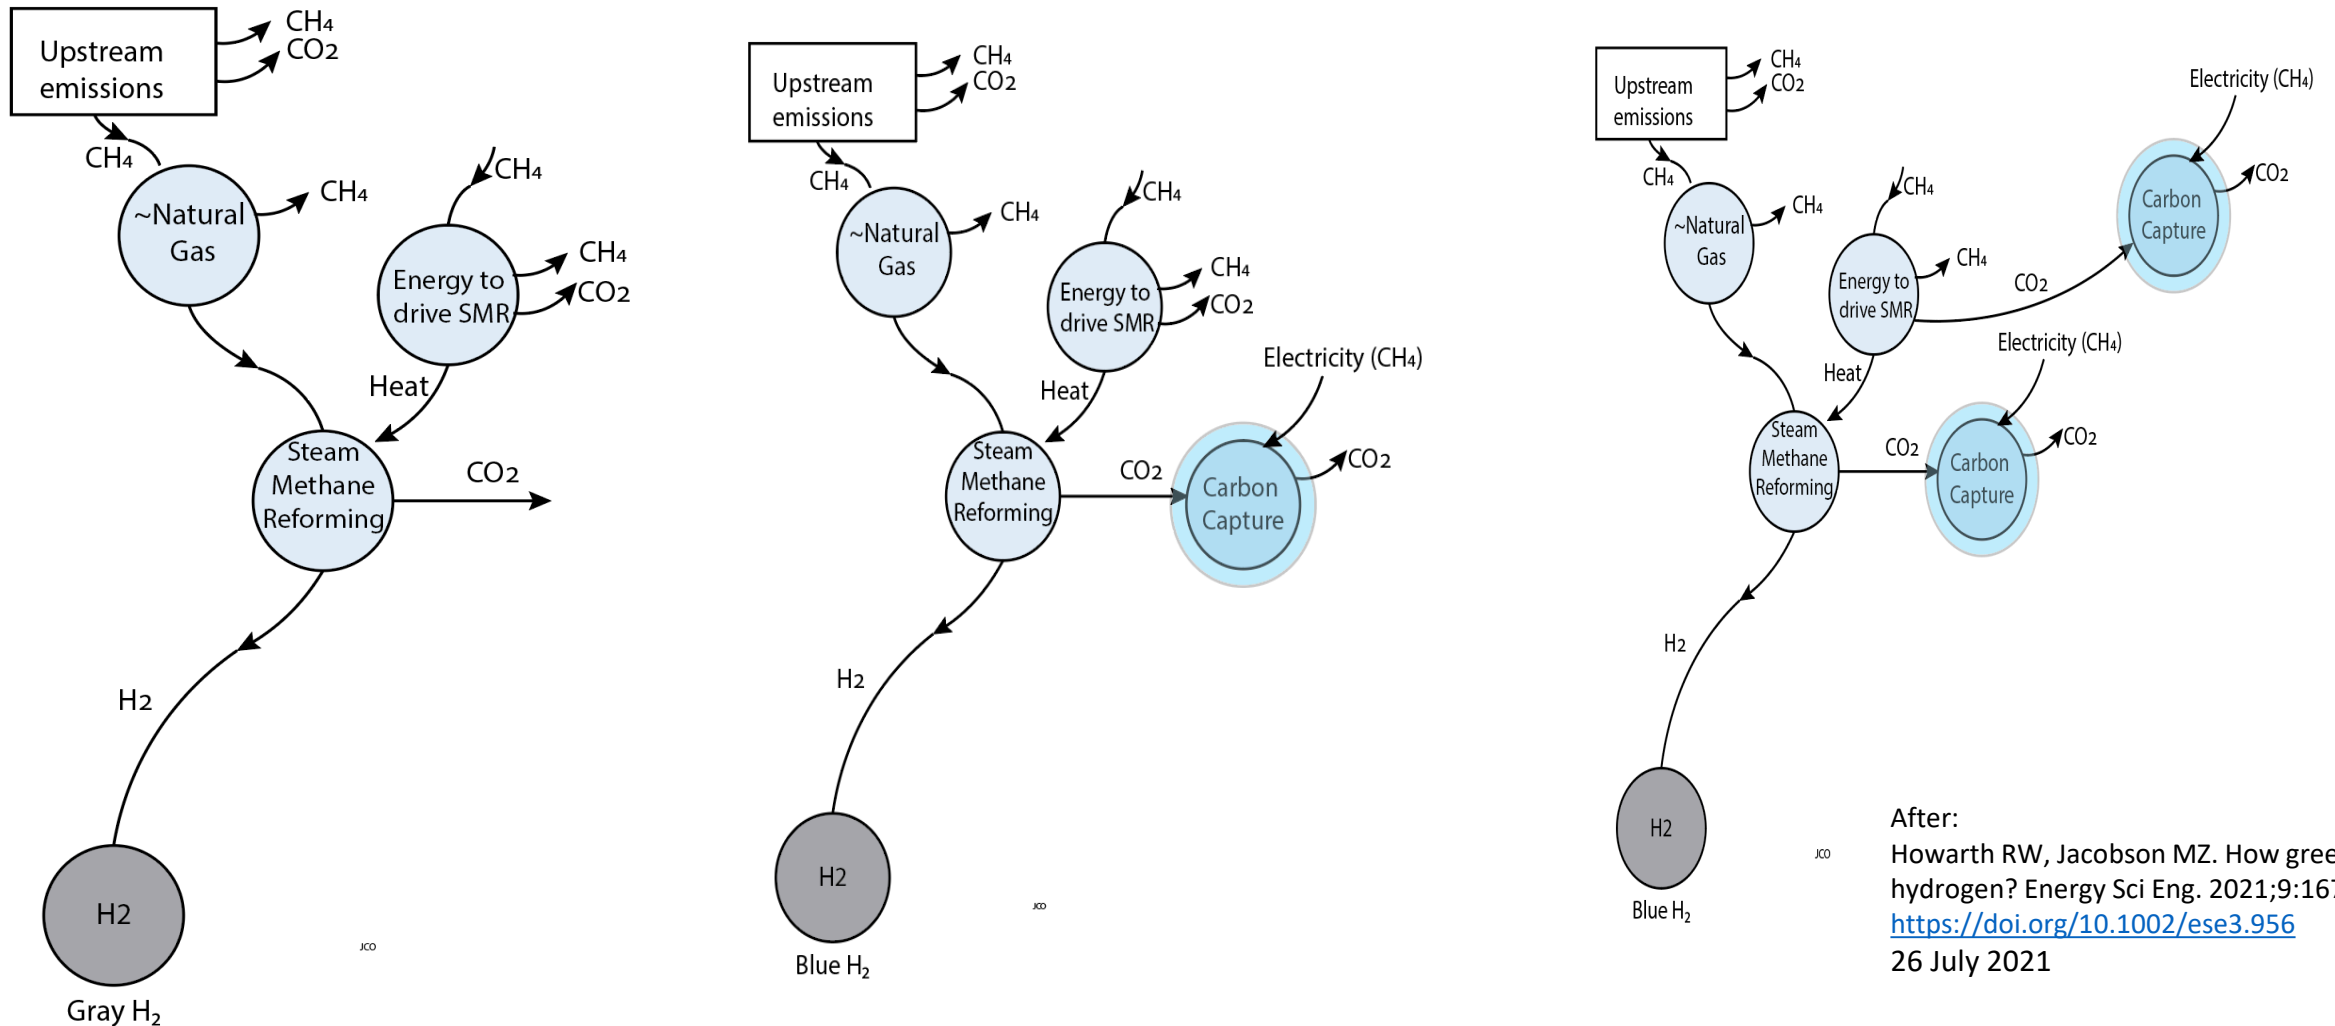 CH₄
CO2
Upstream
emissions
CH₄
~Natural
Gas
CH₄
CH₄
Energy to
drive SMR
CH₄
CO2
Heat
Steam
Methane
Reforming
CO2
H2
H2
JCO
Gray H₂
CH₄
CO2
Upstream
emissions
CH₄
~Natural
Gas
CH₄
CH₄
Energy to
drive SMR
CH₄
CO2
Heat
Electricity (CH₄)
Steam
Methane
Reforming
CO2
Carbon
Capture
CO2
H2
H2
JCO
Blue H₂
CH₄
CO2
Upstream
emissions
CH₄
~Natural
Gas
CH₄
CH₄
Energy to
drive SMR
CH₄
CO2
Electricity (CH₄)
Carbon
Capture
CO2
Heat
Electricity (CH₄)
Steam
Methane
Reforming
CO2
Carbon
Capture
CO2
H2
H2
JCO
Blue H₂
After:
Howarth RW, Jacobson MZ. How gree
hydrogen? Energy Sci Eng. 2021;9:167
https://doi.org/10.1002/ese3.956
26 July 2021